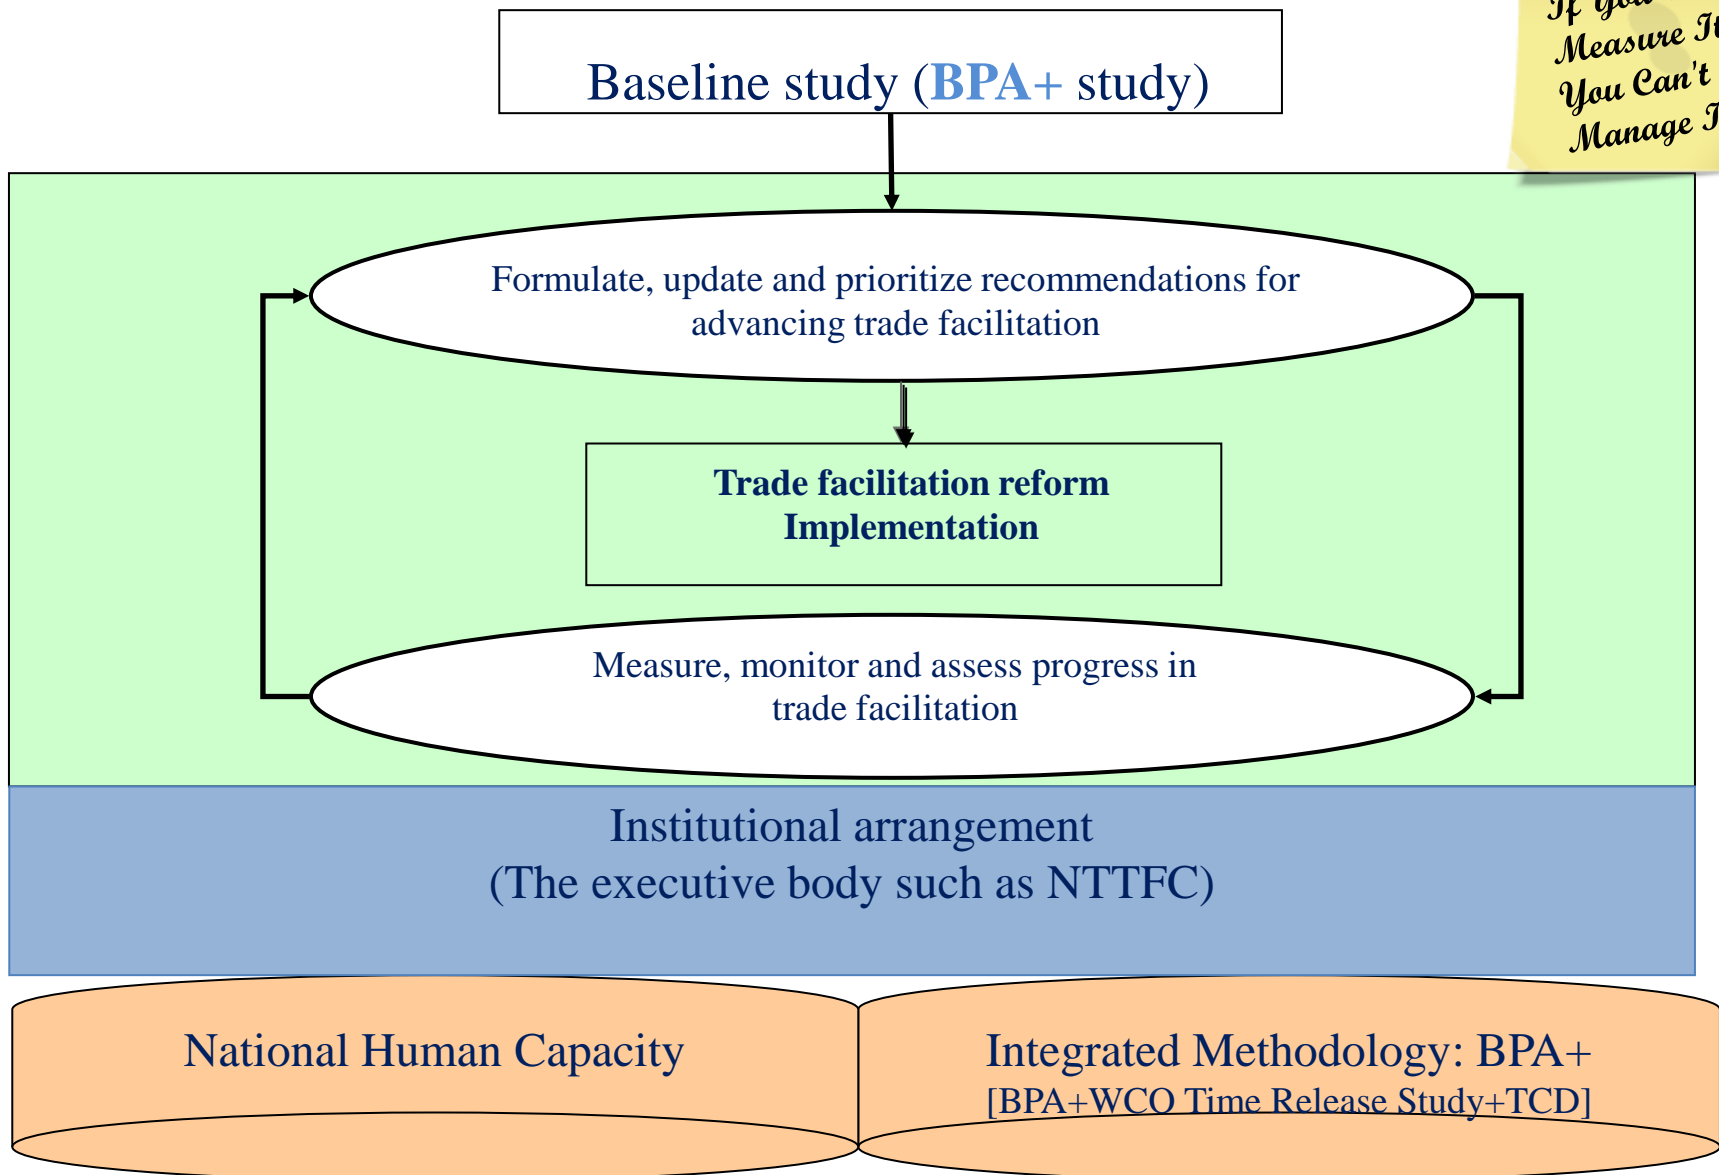 If You
Measure It
You Can't
Manage
Baseline study (BPA+ study)
Formulate, update and prioritize recommendations for
advancing trade facilitation
Trade facilitation reform
Implementation
Measure, monitor and assess progress in
trade facilitation
Institutional arrangement
(The executive body such as NTTFC)
National Human Capacity
Integrated Methodology: BPA+
[BPA+WCO Time Release Study+TCD]